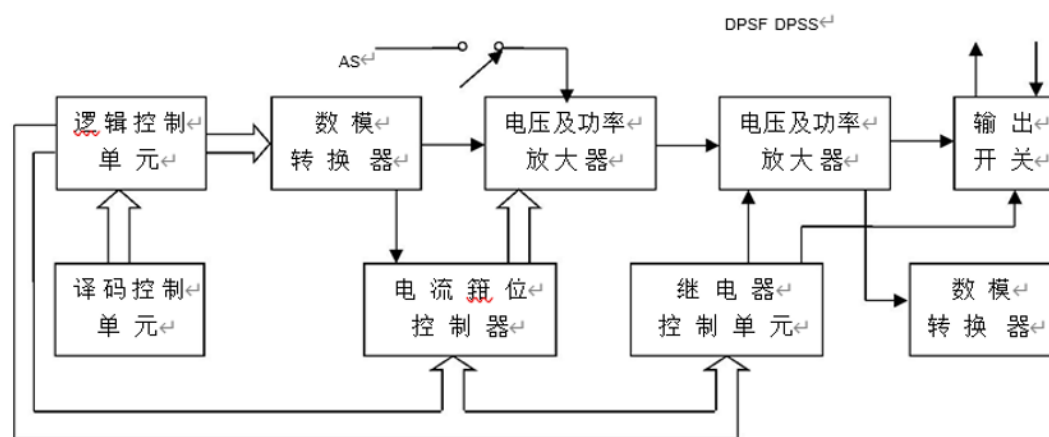 DPSF DPSS
AS
逻辑控制
单元
数模
转换器
电压及功率
放大器
电压及功率
放大器
输出
开关
译码控制
单元
电流箝位
控制器
继电器
控制单元
数模
转换器